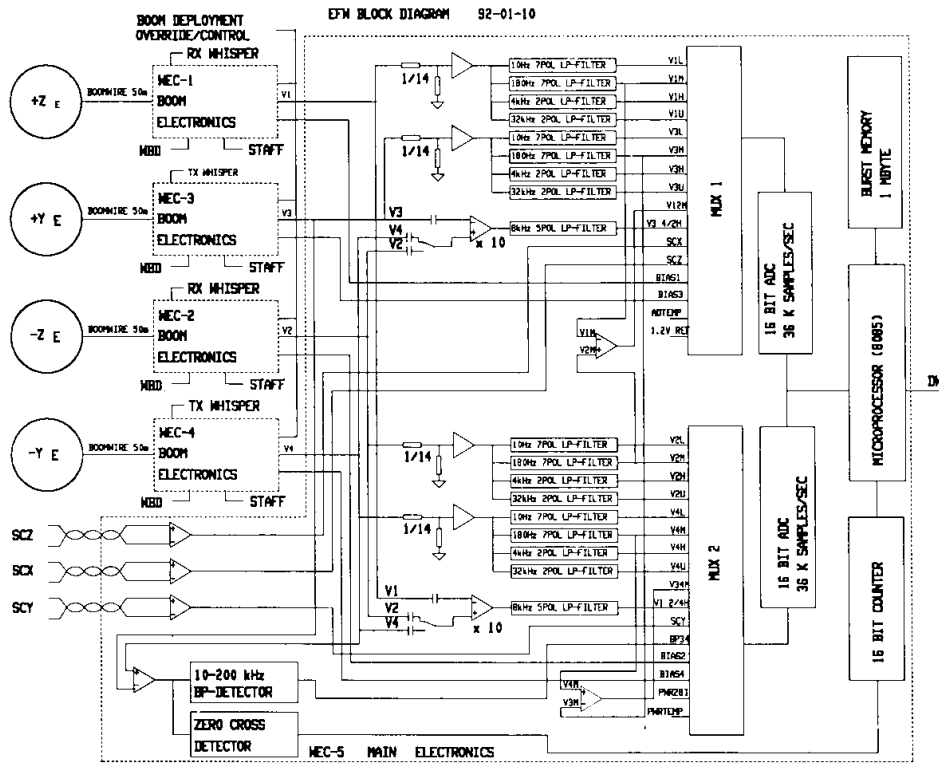 EFW BLOCK DIAGRAM 92-01-10
BOOM DEPLOYMENT
OVERRIDE/CONTROL
RX WHISPER
+Z E
BOOMWIRE 50m
WEC-1
BOOM
ELECTRONICS
V1
WBD
STAFF
TX WHISPER
+Y E
BOOMWIRE 50m
WEC-3
BOOM
ELECTRONICS
V3
WBD
STAFF
RX WHISPER
-Z E
BOOMWIRE 50m
WEC-2
BOOM
ELECTRONICS
V2
WBD
STAFF
TX WHISPER
-Y E
BOOMWIRE 50m
WEC-4
BOOM
ELECTRONICS
V4
WBD
STAFF
SCZ
SCX
SCY
10-200 kHz
BP-DETECTOR
ZERO CROSS
DETECTOR
WEC-5 MAIN ELECTRONICS
1/14
10Hz 7POL LP-FILTER
180Hz 7POL LP-FILTER
4kHz 2POL LP-FILTER
32kHz 2POL LP-FILTER
1/14
10Hz 7POL LP-FILTER
180Hz 7POL LP-FILTER
4kHz 2POL LP-FILTER
32kHz 2POL LP-FILTER
V3
V4
V2
x 10
8kHz 5POL LP-FILTER
V1M
V2M
V1L
V1M
V1H
V1U
V3L
V3M
V3H
V3U
V12M
V3 4/2H
SCX
SCZ
BIAS1
BIAS3
ADTEMP
1.2V REF
MUX 1
1/14
10Hz 7POL LP-FILTER
180Hz 7POL LP-FILTER
4kHz 2POL LP-FILTER
32kHz 2POL LP-FILTER
1/14
10Hz 7POL LP-FILTER
180Hz 7POL LP-FILTER
4kHz 2POL LP-FILTER
32kHz 2POL LP-FILTER
V1
V2
V4
x 10
8kHz 5POL LP-FILTER
V4M
V3M
V2L
V2M
V2H
V2U
V4L
V4M
V4H
V4U
V34M
V1 2/4H
SCY
BP34
BIAS2
BIAS4
PWR28I
PWRTEMP
MUX 2
16 BIT ADC
36 K SAMPLES/SEC
16 BIT ADC
36 K SAMPLES/SEC
BURST MEMORY
1 MBYTE
MICROPROCESSOR (8085)
16 BIT COUNTER